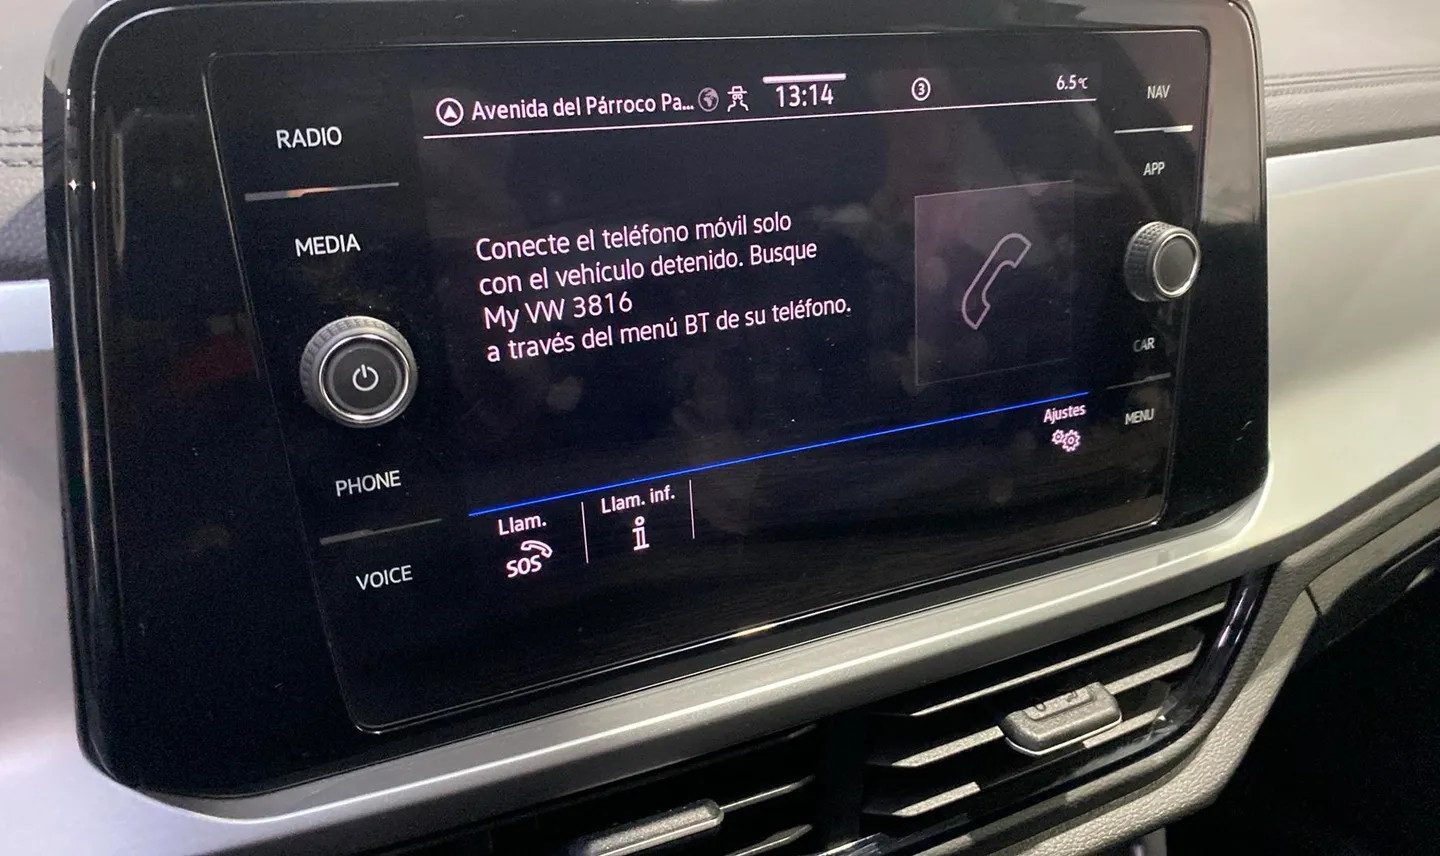 Avenida del Párroco Pa... 13:14 3 6.5°C
RADIO
MEDIA
PHONE
VOICE
Conecte el teléfono móvil solo
con el vehículo detenido. Busque
My VW 3816
a través del menú BT de su teléfono.
Ajustes
Llam.
SOS
Llam. inf.
i
NAV
APP
CAR
MENU